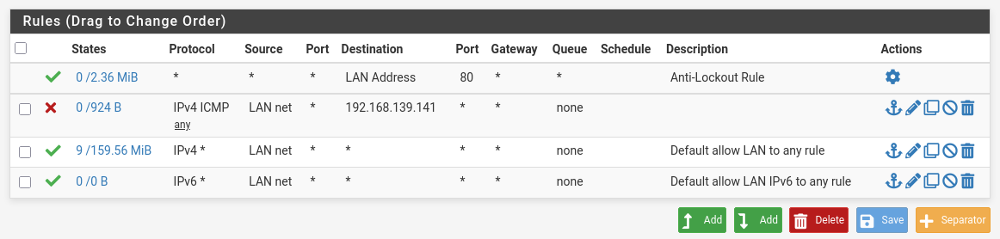 Rules (Drag to Change Order)
States Protocol Source Port Destination Port Gateway Queue Schedule Description Actions
0 /2.36 MiB * * * LAN Address 80 * * Anti-Lockout Rule
0 /924 B IPv4 ICMP LAN net * 192.168.139.141 * * none
any
9 /159.56 MiB IPv4 * LAN net * * * * none Default allow LAN to any rule
0 /0 B IPv6 * LAN net * * * * none Default allow LAN IPv6 to any rule
Add Add Delete Save Separator